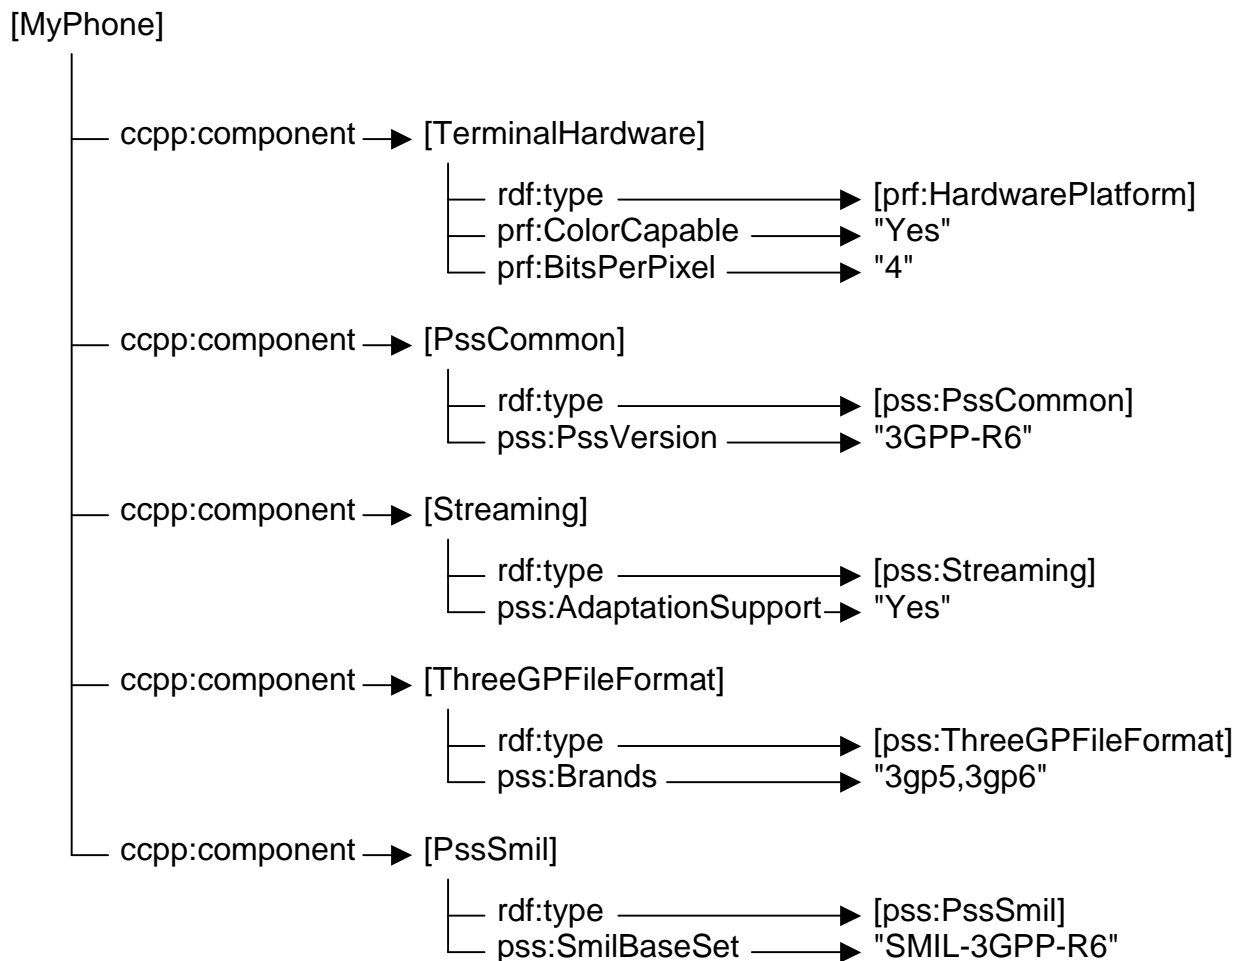 [MyPhone]
ccpp:component [TerminalHardware]
rdf:type [prf:HardwarePlatform]
prf:ColorCapable "Yes"
prf:BitsPerPixel "4"
ccpp:component [PssCommon]
rdf:type [pss:PssCommon]
pss:PssVersion "3GPP-R6"
ccpp:component [Streaming]
rdf:type [pss:Streaming]
pss:AdaptationSupport "Yes"
ccpp:component [ThreeGPFileFormat]
rdf:type [pss:ThreeGPFileFormat]
pss:Brands "3gp5,3gp6"
ccpp:component [PssSmil]
rdf:type [pss:PssSmil]
pss:SmilBaseSet "SMIL-3GPP-R6"